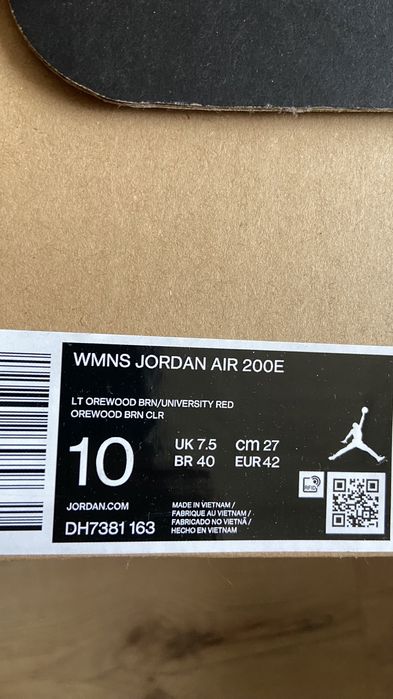 WMNS JORDAN AIR 200E
LT OREWOOD BRN/UNIVERSITY RED
OREWOOD BRN CLR
10
UK 7.5 cm 27
BR 40 EUR 42
RFID
JORDAN.COM
DH7381 163
MADE IN VIETNAM /
FABRIQUE AU VIETNAM /
FABRICADO NO VIETNÃ /
HECHO EN VIETNAM